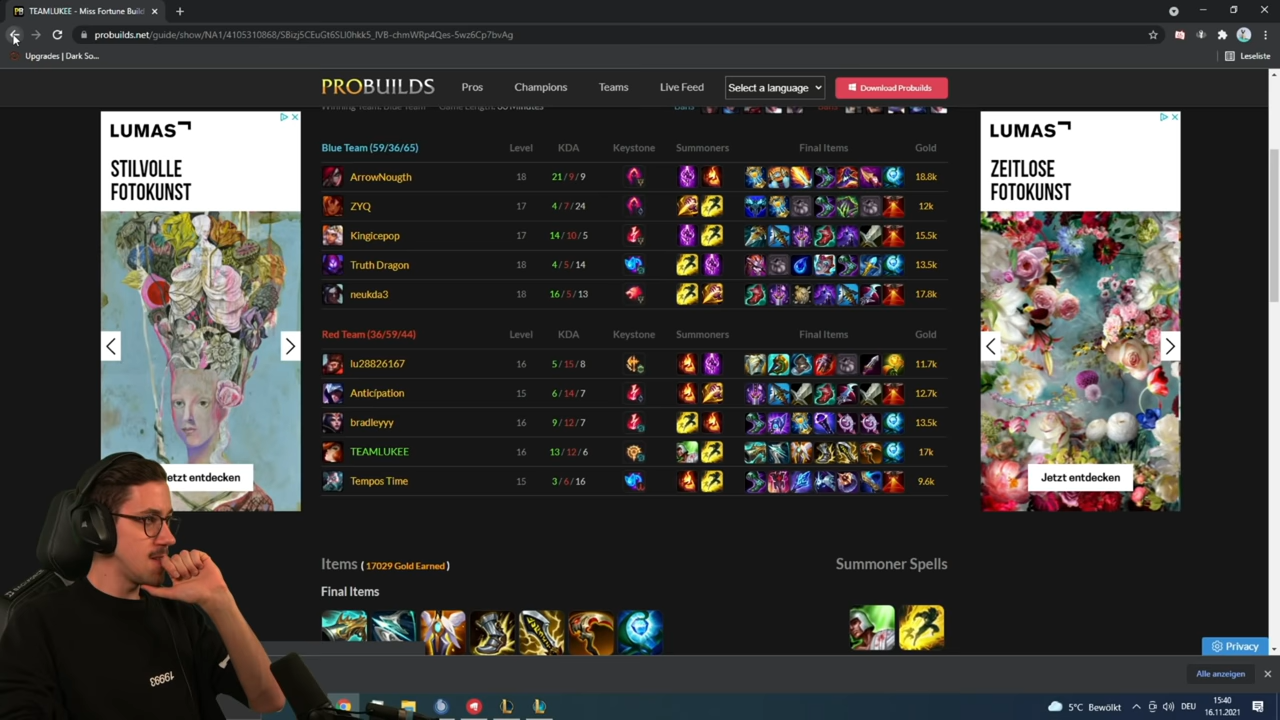 TEAMLUKEE - Miss Fortune Build
probuilds.net/guide/show/NA1/4105310868/SBizj5CEuGt6SLl0hkk5_IVB-chmWRp4Qes-5wz6Cp7bvAg
Upgrades | Dark So...
Leseliste
PROBUILDS
Pros
Champions
Teams
Live Feed
Select a language
Download Probuilds
LUMAS
STILVOLLE
FOTOKUNST
Jetzt entdecken
Blue Team (59/36/65) Level KDA Keystone Summoners Final Items Gold
ArrowNougth 18 21 / 9 / 9 18.8k
ZYQ 17 4 / 7 / 24 12k
Kingicepop 17 14 / 10 / 5 15.5k
Truth Dragon 18 4 / 5 / 14 13.5k
neukda3 18 16 / 5 / 13 17.8k
Red Team (36/59/44) Level KDA Keystone Summoners Final Items Gold
lu28826167 16 5 / 15 / 8 11.7k
Anticipation 15 6 / 14 / 7 12.7k
bradleyyy 16 9 / 12 / 7 13.5k
TEAMLUKEE 16 13 / 12 / 6 17k
Tempos Time 15 3 / 6 / 16 9.6k
Items ( 17029 Gold Earned )
Summoner Spells
Final Items
LUMAS
ZEITLOSE
FOTOKUNST
Jetzt entdecken
Privacy
Alle anzeigen
5°C Bewölkt
DEU
15:40
16.11.2021